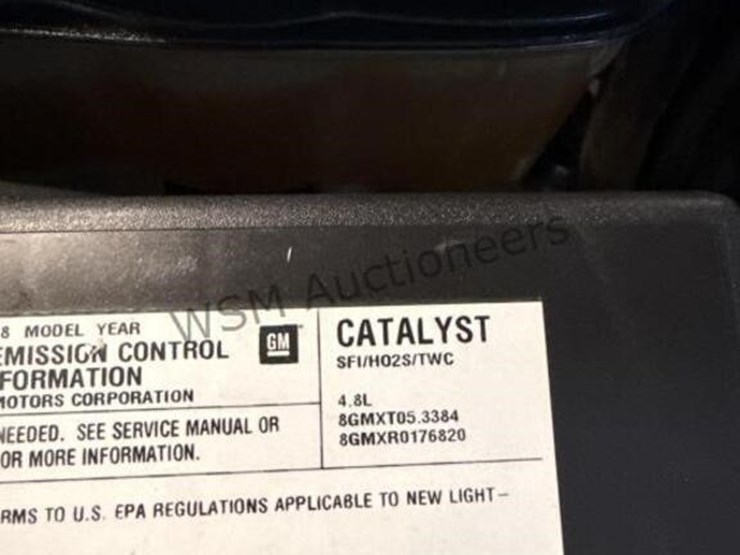 WSM Auctioneers
8 MODEL YEAR
EMISSION CONTROL
FORMATION
MOTORS CORPORATION
GM
NEEDED. SEE SERVICE MANUAL OR
OR MORE INFORMATION.
CATALYST
SFI/HO2S/TWC
4.8L
8GMXT05.3384
8GMXR0176820
RMS TO U.S. EPA REGULATIONS APPLICABLE TO NEW LIGHT-